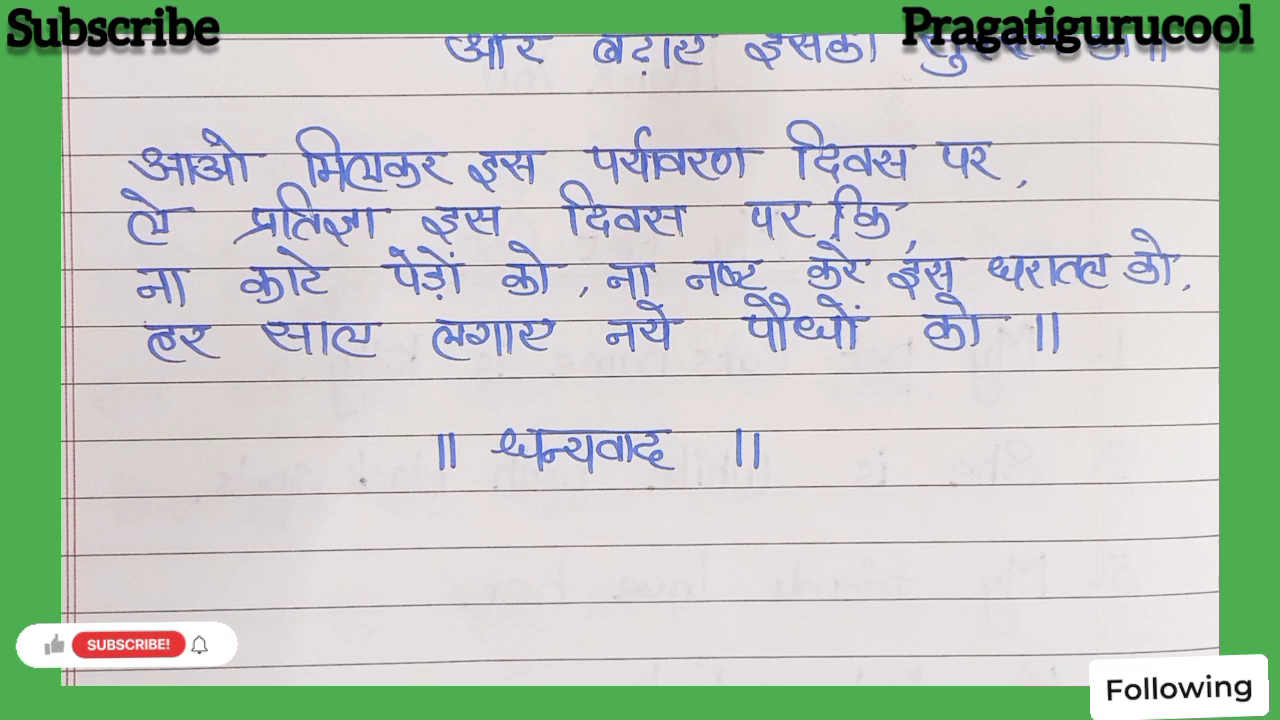 Subscribe
Pragatigurucool
और बढ़ाए इसका
आओ मिलकर इस पर्यावरण दिवस पर,
ले प्रतिज्ञा इस दिवस पर कि,
ना काटे पेड़ों को, ना नष्ट करे इस धरातल को,
हर साल लगाए नये पौधों को ॥
॥ धन्यवाद ॥
SUBSCRIBE!
Following